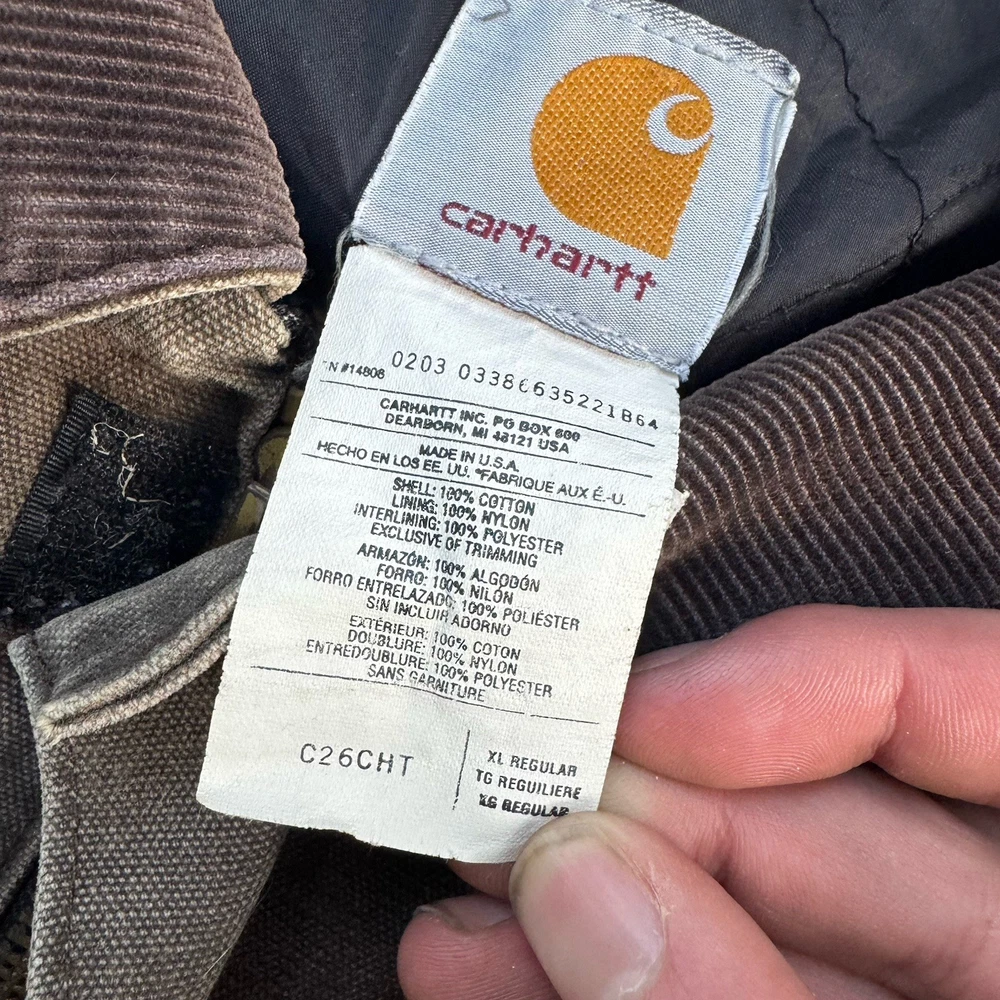 carhartt
0203 03386635221B64
RN #14806
CARHARTT INC. PO BOX 600
DEARBORN, MI 48121 USA
MADE IN U.S.A.
HECHO EN LOS EE. UU. *FABRIQUE AUX É.-U.
SHELL: 100% COTTON
LINING: 100% NYLON
INTERLINING: 100% POLYESTER
EXCLUSIVE OF TRIMMING
ARMAZÓN: 100% ALGODÓN
FORRO: 100% NILÓN
FORRO ENTRELAZADO: 100% POLIÉSTER
SIN INCLUIR ADORNO
EXTÉRIEUR: 100% COTON
DOUBLURE: 100% NYLON
ENTREDOUBLURE: 100% POLYESTER
SANS GARNITURE
C26CHT
XL REGULAR
TG REGUILIERE
XG REGULAR